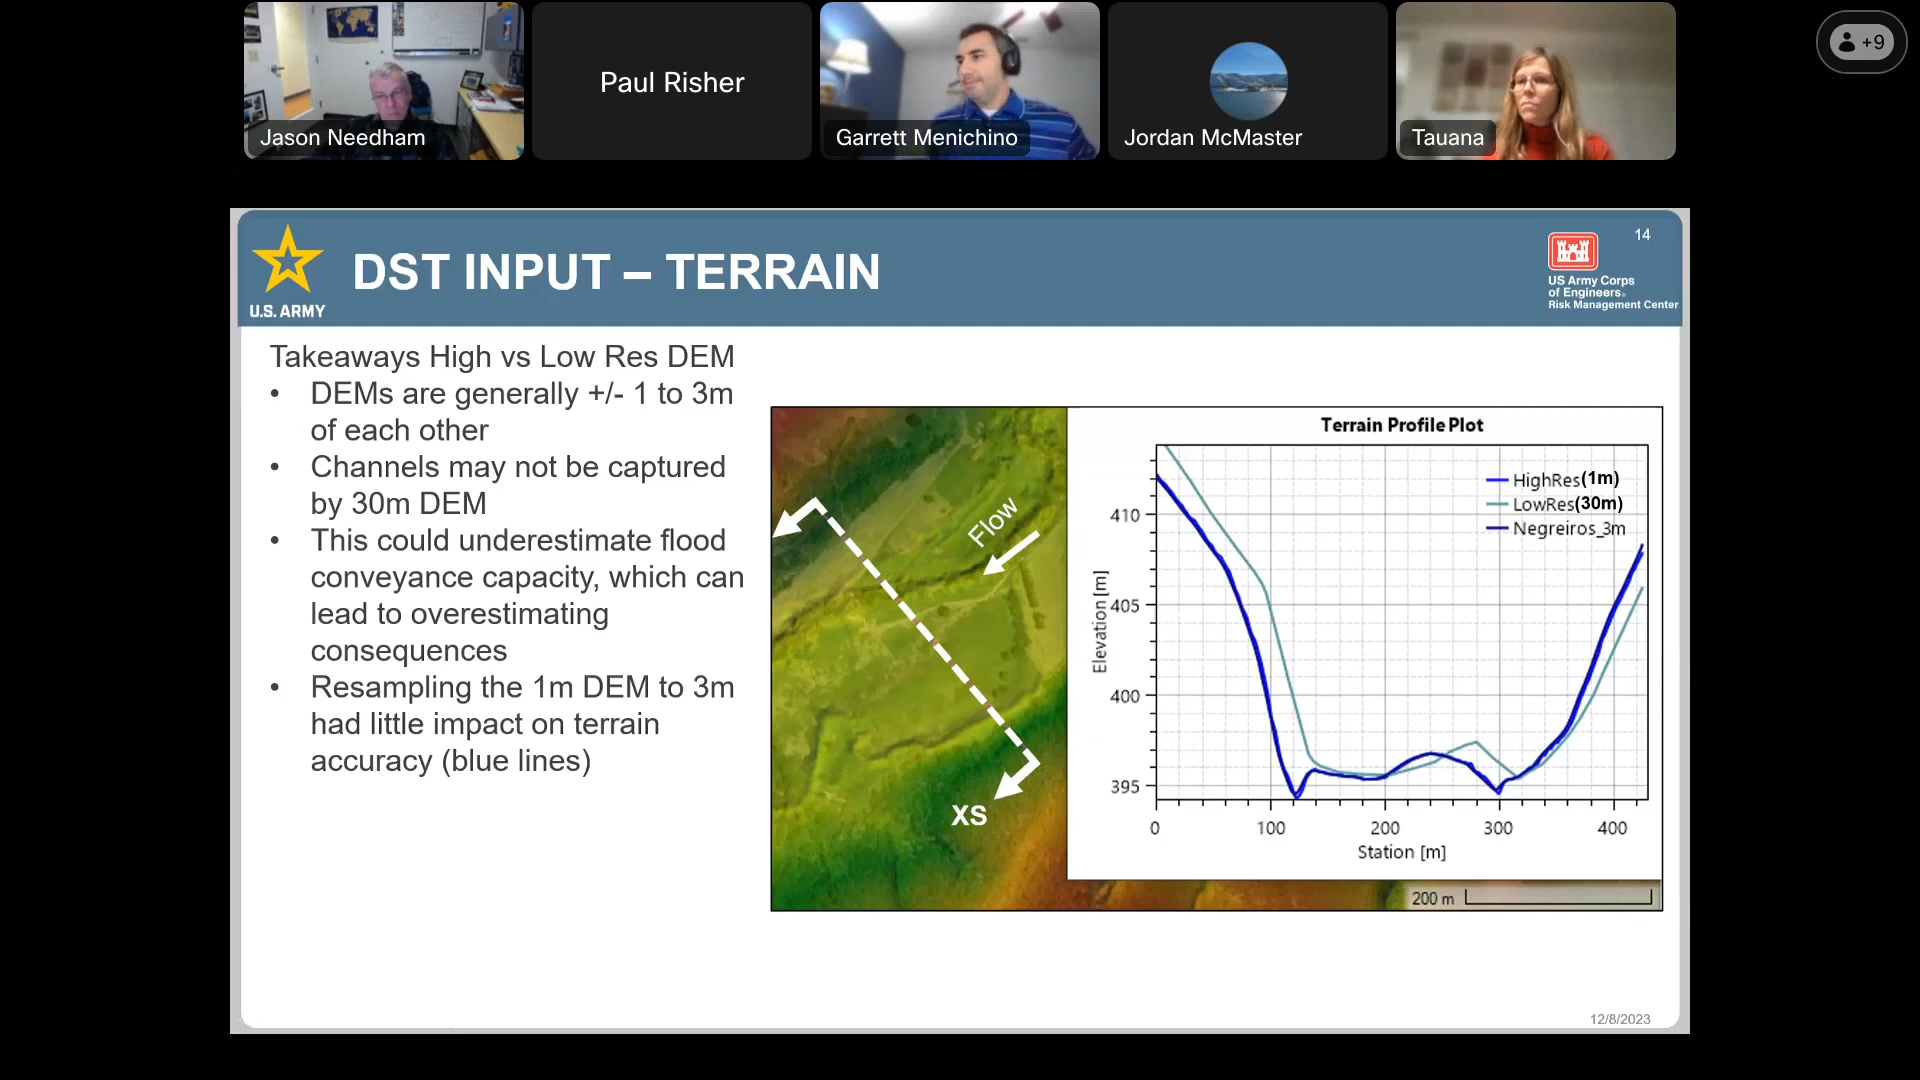 Jason Needham
Paul Risher
Garrett Menichino
Jordan McMaster
Tauana
+9
14
DST INPUT – TERRAIN
U.S. ARMY
US Army Corps
of Engineers®
Risk Management Center
Takeaways High vs Low Res DEM
• DEMs are generally +/- 1 to 3m
of each other
• Channels may not be captured
by 30m DEM
• This could underestimate flood
conveyance capacity, which can
lead to overestimating
consequences
• Resampling the 1m DEM to 3m
had little impact on terrain
accuracy (blue lines)
Flow
XS
Terrain Profile Plot
HighRes(1m)
LowRes(30m)
Negreiros_3m
Elevation [m]
410
405
400
395
0 100 200 300 400
Station [m]
200 m
12/8/2023